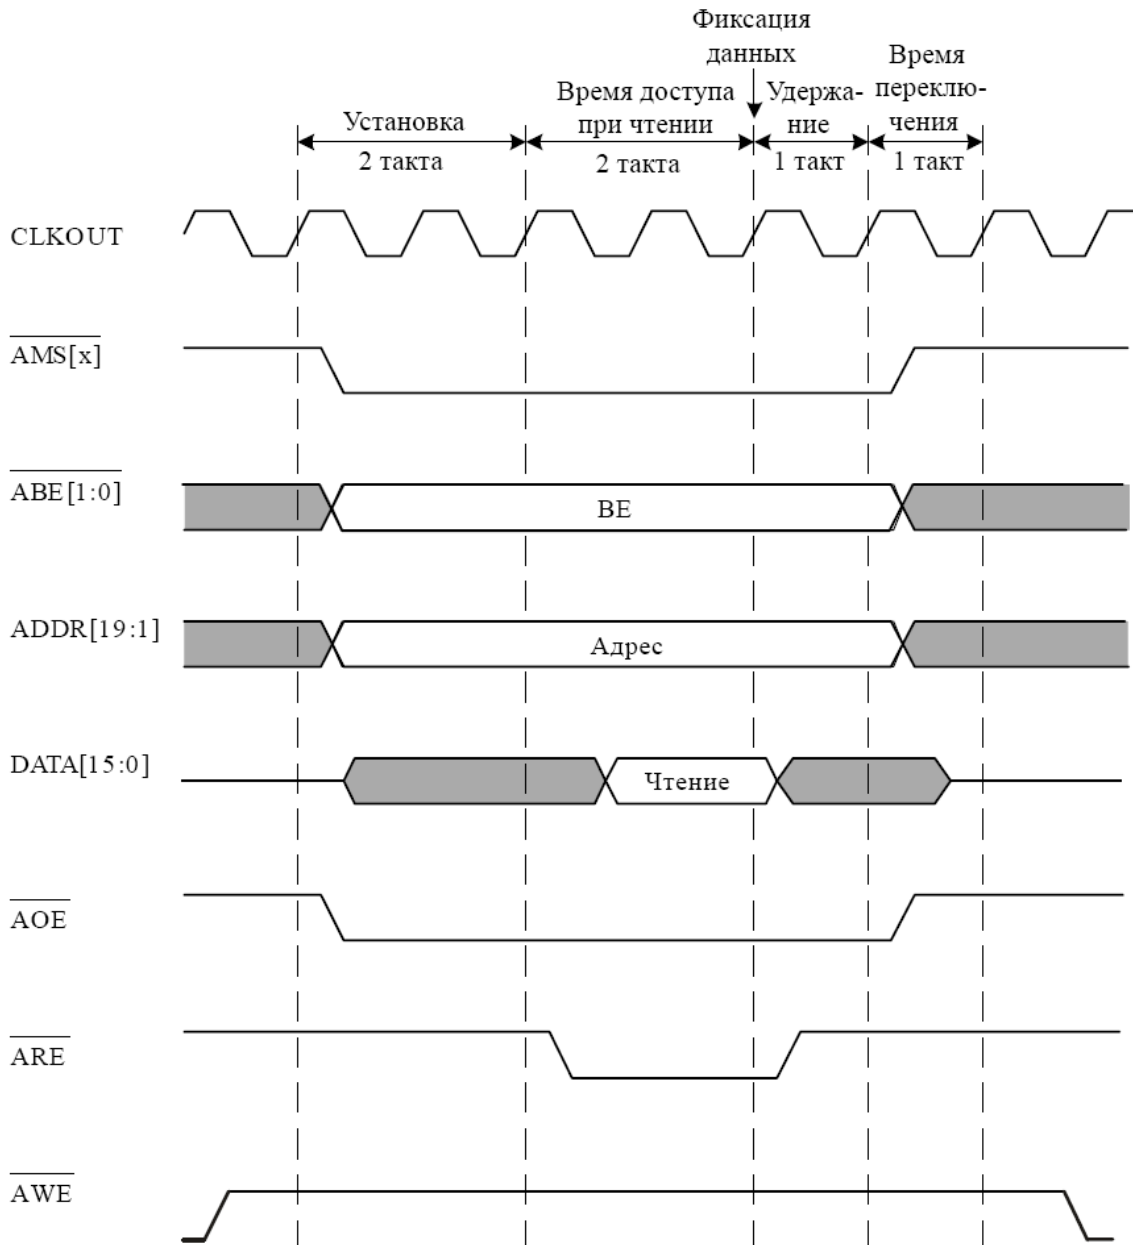 Фиксация
данных
Время
переклю-
чения
Время доступа
при чтении
Удержа-
ние
Установка
2 такта
2 такта
1 такт
1 такт
CLKOUT
AMS[x]
ABE[1:0]
BE
ADDR[19:1]
Адрес
DATA[15:0]
Чтение
AOE
ARE
AWE